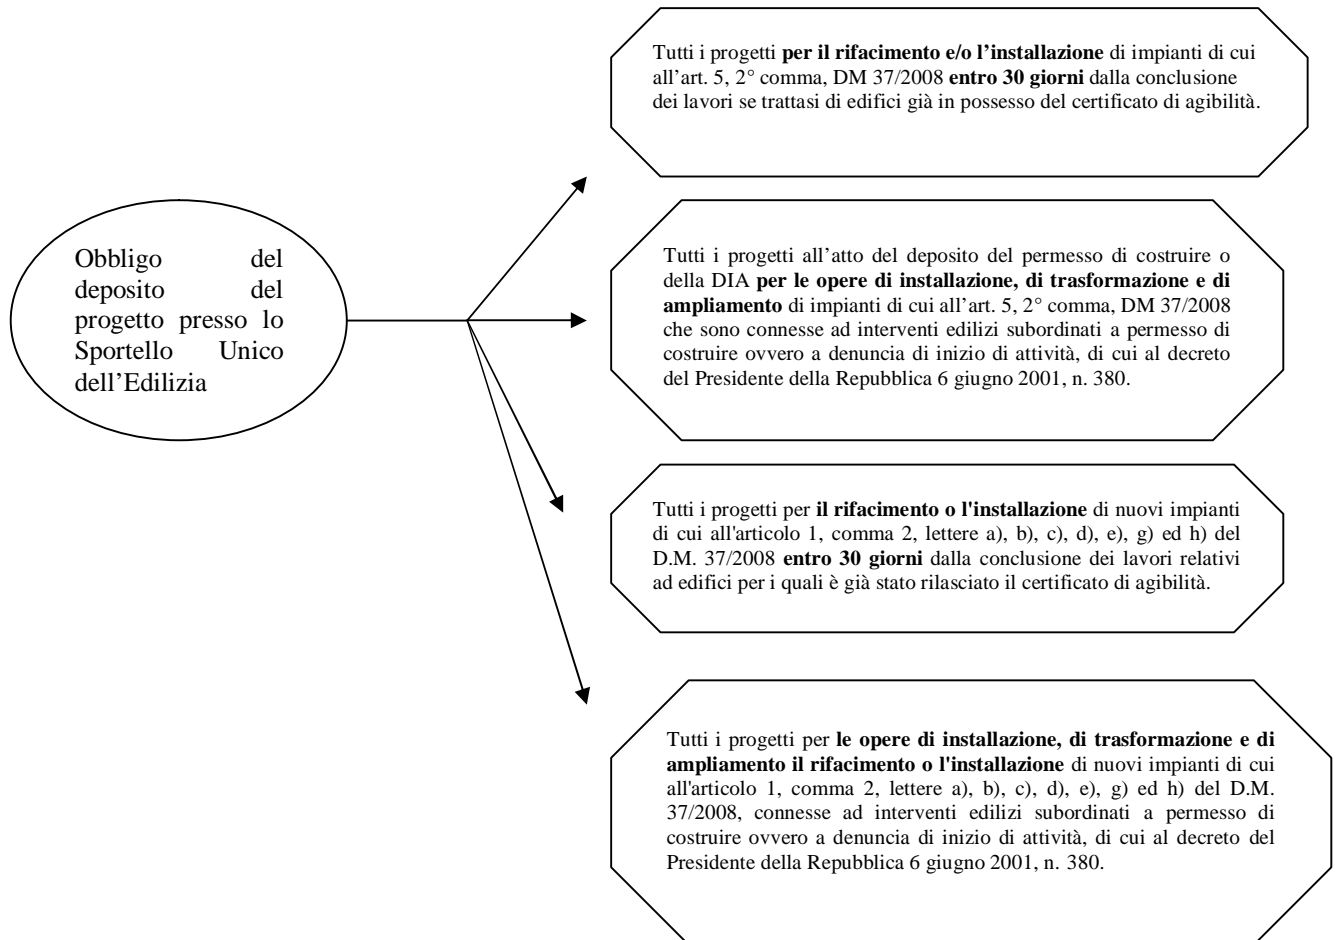 Obbligo del
deposito del
progetto presso lo
Sportello Unico
dell’Edilizia
Tutti i progetti per il rifacimento e/o l’installazione di impianti di cui
all’art. 5, 2° comma, DM 37/2008 entro 30 giorni dalla conclusione
dei lavori se trattasi di edifici già in possesso del certificato di agibilità.
Tutti i progetti all’atto del deposito del permesso di costruire o
della DIA per le opere di installazione, di trasformazione e di
ampliamento di impianti di cui all’art. 5, 2° comma, DM 37/2008
che sono connesse ad interventi edilizi subordinati a permesso di
costruire ovvero a denuncia di inizio di attività, di cui al decreto
del Presidente della Repubblica 6 giugno 2001, n. 380.
Tutti i progetti per il rifacimento o l'installazione di nuovi impianti
di cui all'articolo 1, comma 2, lettere a), b), c), d), e), g) ed h) del
D.M. 37/2008 entro 30 giorni dalla conclusione dei lavori relativi
ad edifici per i quali è già stato rilasciato il certificato di agibilità.
Tutti i progetti per le opere di installazione, di trasformazione e di
ampliamento il rifacimento o l'installazione di nuovi impianti di cui
all'articolo 1, comma 2, lettere a), b), c), d), e), g) ed h) del D.M.
37/2008, connesse ad interventi edilizi subordinati a permesso di
costruire ovvero a denuncia di inizio di attività, di cui al decreto del
Presidente della Repubblica 6 giugno 2001, n. 380.